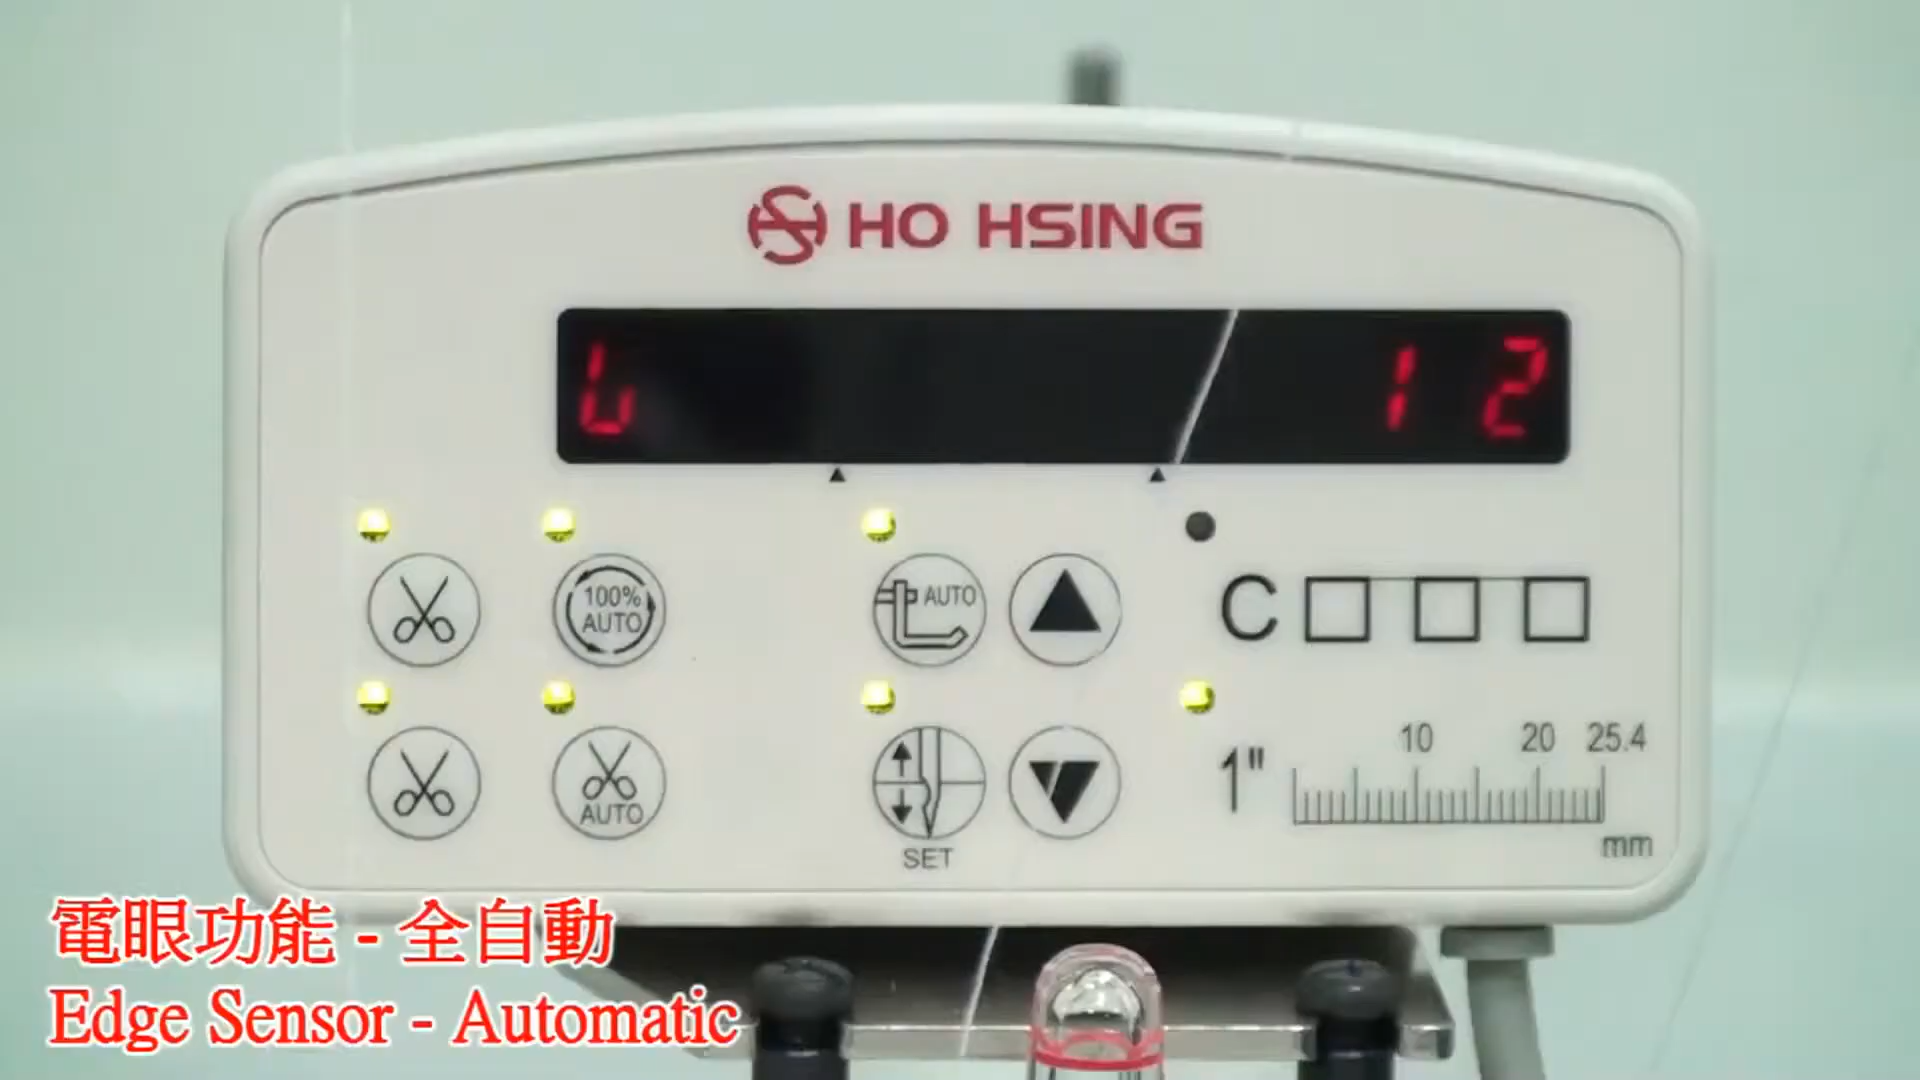 HO HSING
12
100%
AUTO
AUTO
C
AUTO
SET
1"
10 20 25.4
mm
電眼功能 - 全自動
Edge Sensor - Automatic